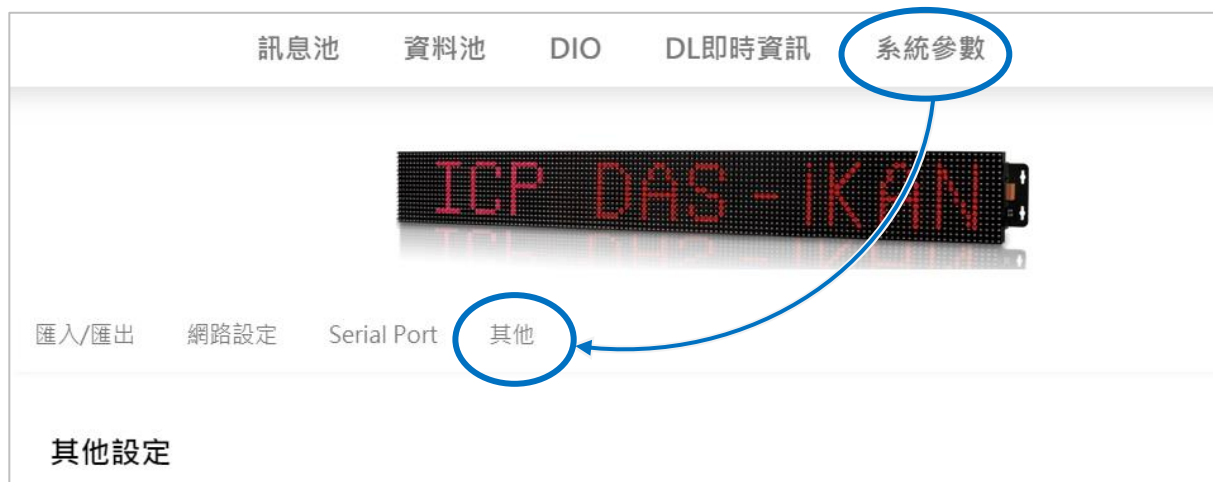 訊息池 資料池 DIO DL即時資訊 系統參數
ICP DAS-iKAN
匯入/匯出 網路設定 Serial Port 其他
其他設定